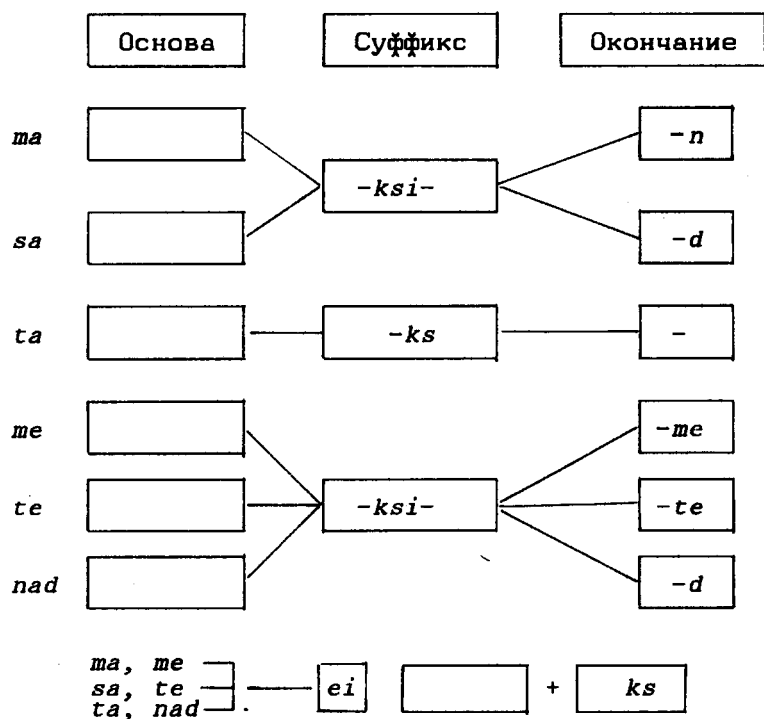 Основа Суффикс Окончание
ma -n
-ksi-
sa -d
ta -ks -
me -me
te -ksi- -te
nad -d
ma, me
sa, te ei + ks
ta, nad